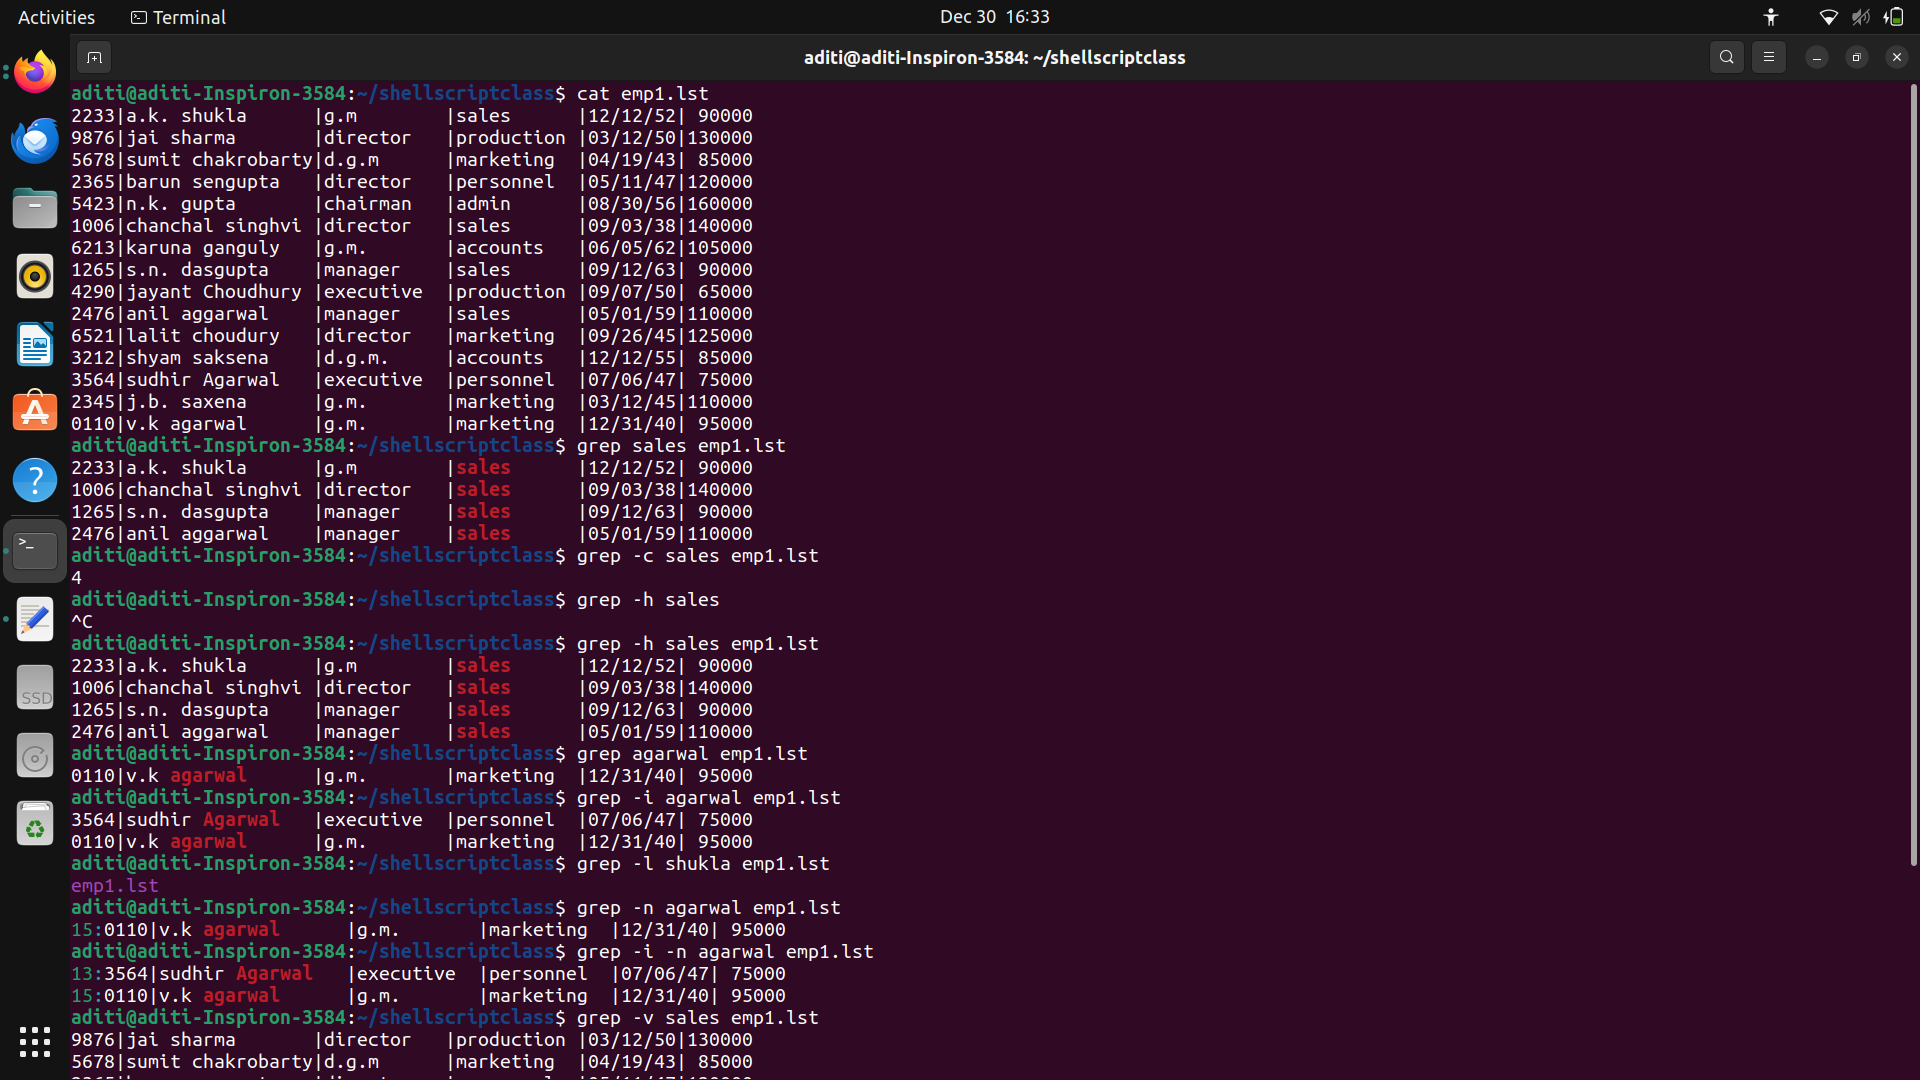 Activities Terminal Dec 30 16:33
aditi@aditi-Inspiron-3584: ~/shellscriptclass
aditi@aditi-Inspiron-3584:~/shellscriptclass$ cat emp1.lst
2233|a.k. shukla      |g.m        |sales      |12/12/52| 90000
9876|jai sharma       |director   |production |03/12/50|130000
5678|sumit chakrobarty|d.g.m      |marketing  |04/19/43| 85000
2365|barun sengupta   |director   |personnel  |05/11/47|120000
5423|n.k. gupta       |chairman   |admin      |08/30/56|160000
1006|chanchal singhvi |director   |sales      |09/03/38|140000
6213|karuna ganguly   |g.m.       |accounts   |06/05/62|105000
1265|s.n. dasgupta    |manager    |sales      |09/12/63| 90000
4290|jayant Choudhury |executive  |production |09/07/50| 65000
2476|anil aggarwal    |manager    |sales      |05/01/59|110000
6521|lalit choudury   |director   |marketing  |09/26/45|125000
3212|shyam saksena    |d.g.m.     |accounts   |12/12/55| 85000
3564|sudhir Agarwal   |executive  |personnel  |07/06/47| 75000
2345|j.b. saxena      |g.m.       |marketing  |03/12/45|110000
0110|v.k agarwal      |g.m.       |marketing  |12/31/40| 95000
aditi@aditi-Inspiron-3584:~/shellscriptclass$ grep sales emp1.lst
2233|a.k. shukla      |g.m        |sales      |12/12/52| 90000
1006|chanchal singhvi |director   |sales      |09/03/38|140000
1265|s.n. dasgupta    |manager    |sales      |09/12/63| 90000
2476|anil aggarwal    |manager    |sales      |05/01/59|110000
aditi@aditi-Inspiron-3584:~/shellscriptclass$ grep -c sales emp1.lst
4
aditi@aditi-Inspiron-3584:~/shellscriptclass$ grep -h sales
^C
aditi@aditi-Inspiron-3584:~/shellscriptclass$ grep -h sales emp1.lst
2233|a.k. shukla      |g.m        |sales      |12/12/52| 90000
1006|chanchal singhvi |director   |sales      |09/03/38|140000
1265|s.n. dasgupta    |manager    |sales      |09/12/63| 90000
2476|anil aggarwal    |manager    |sales      |05/01/59|110000
aditi@aditi-Inspiron-3584:~/shellscriptclass$ grep agarwal emp1.lst
0110|v.k agarwal      |g.m.       |marketing  |12/31/40| 95000
aditi@aditi-Inspiron-3584:~/shellscriptclass$ grep -i agarwal emp1.lst
3564|sudhir Agarwal   |executive  |personnel  |07/06/47| 75000
0110|v.k agarwal      |g.m.       |marketing  |12/31/40| 95000
aditi@aditi-Inspiron-3584:~/shellscriptclass$ grep -l shukla emp1.lst
emp1.lst
aditi@aditi-Inspiron-3584:~/shellscriptclass$ grep -n agarwal emp1.lst
15:0110|v.k agarwal      |g.m.       |marketing  |12/31/40| 95000
aditi@aditi-Inspiron-3584:~/shellscriptclass$ grep -i -n agarwal emp1.lst
13:3564|sudhir Agarwal   |executive  |personnel  |07/06/47| 75000
15:0110|v.k agarwal      |g.m.       |marketing  |12/31/40| 95000
aditi@aditi-Inspiron-3584:~/shellscriptclass$ grep -v sales emp1.lst
9876|jai sharma       |director   |production |03/12/50|130000
5678|sumit chakrobarty|d.g.m      |marketing  |04/19/43| 85000
SSD